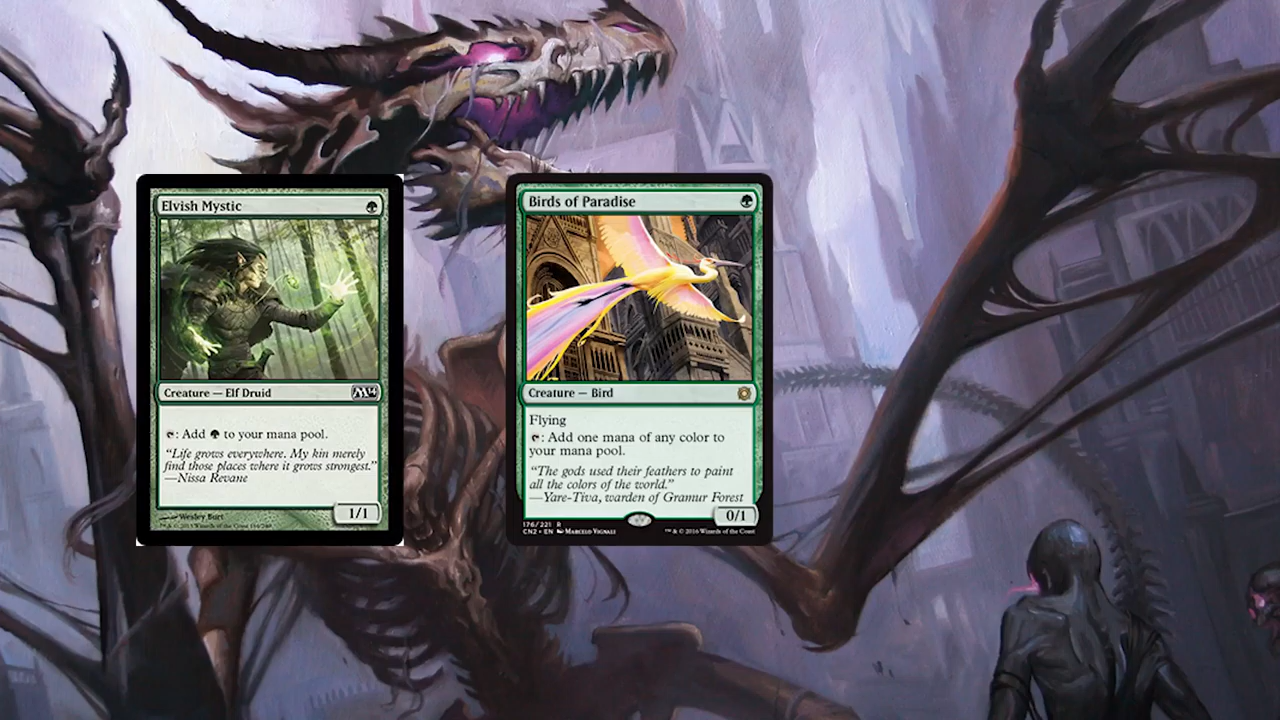 Elvish Mystic
Creature — Elf Druid
M14
: Add to your mana pool.
“Life grows everywhere. My kin merely
find those places where it grows strongest.”
—Nissa Revane
1/1
Wesley Burt
Birds of Paradise
Creature — Bird
Flying
: Add one mana of any color to
your mana pool.
“The gods used their feathers to paint
all the colors of the world.”
—Yare-Tiva, warden of Gramur Forest
0/1
176/221 R
CN2 • EN Marcelo Vignali
™ & © 2016 Wizards of the Coast